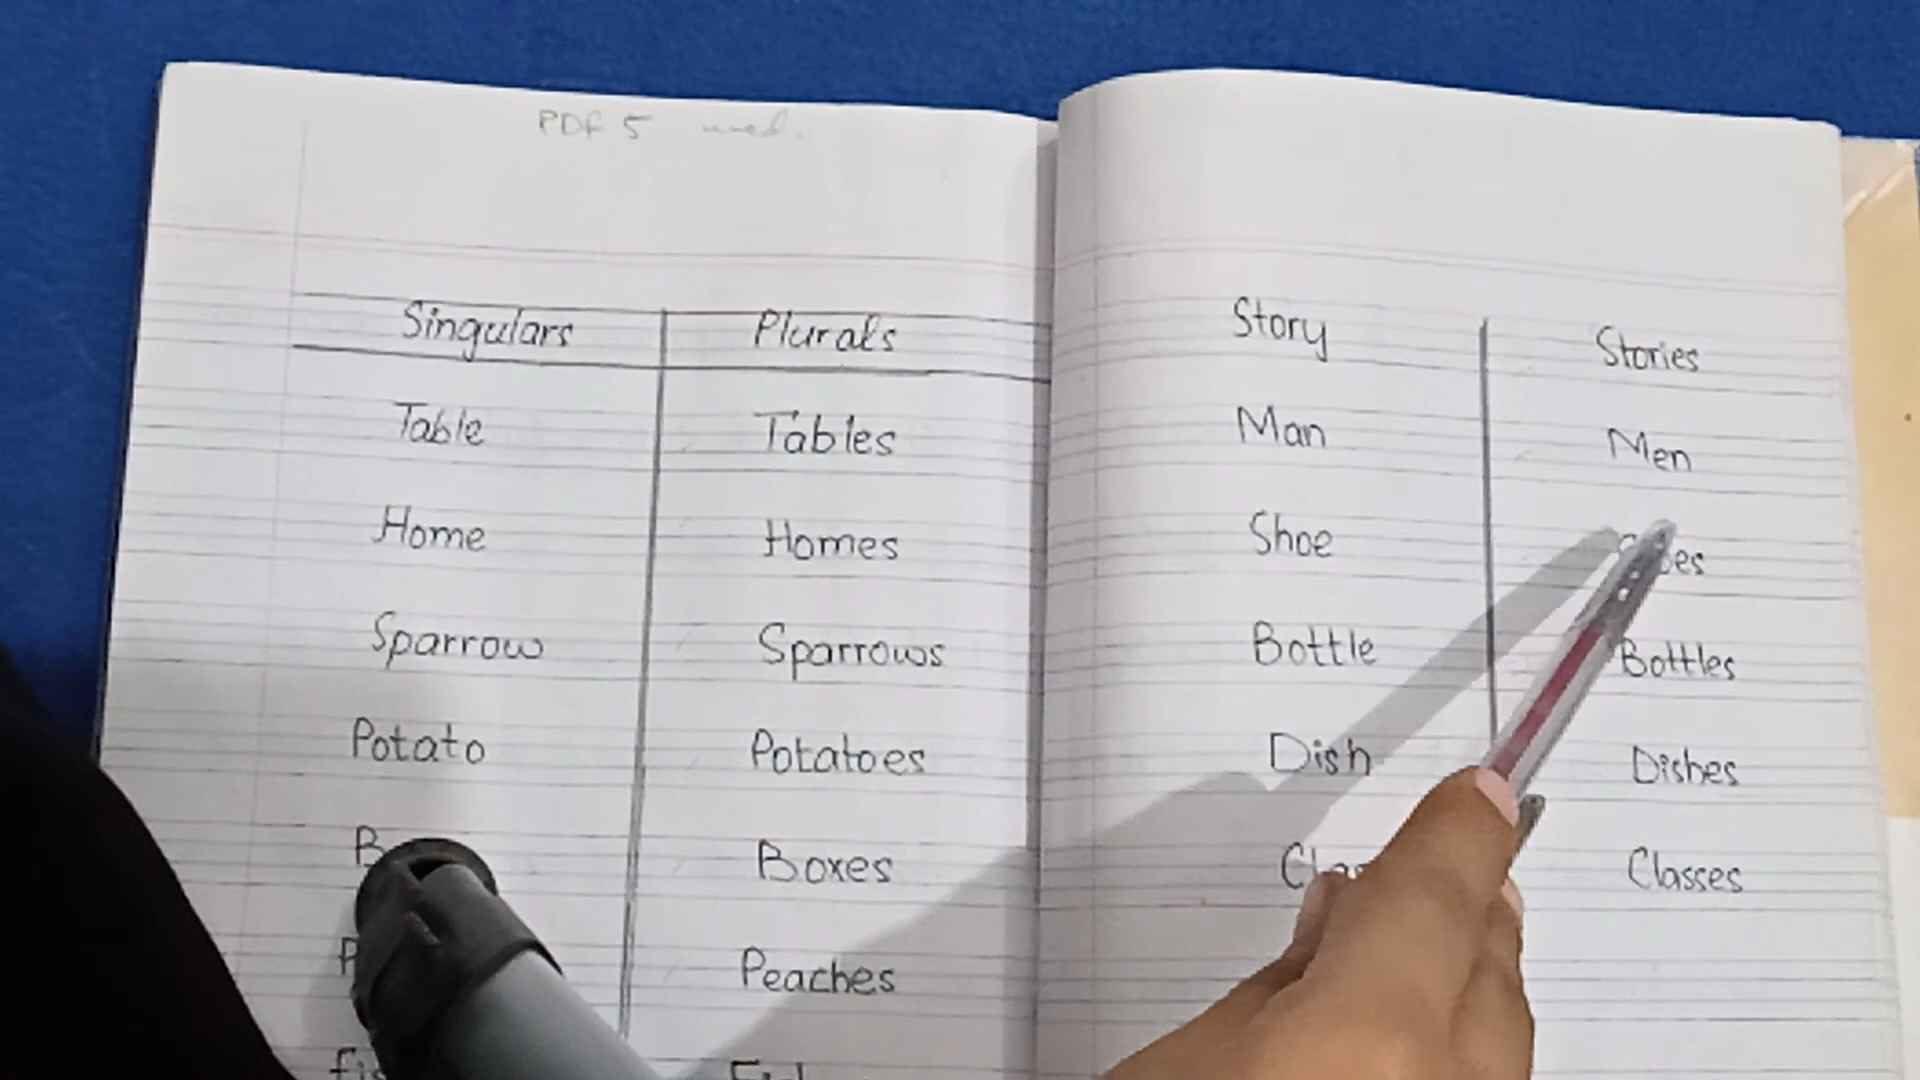 PDF 5 used.
Singulars Plurals
Table Tables
Home Homes
Sparrow Sparrows
Potato Potatoes
Boxes
Peaches
Story Stories
Man Men
Shoe
Bottle Bottles
Dish Dishes
Classes